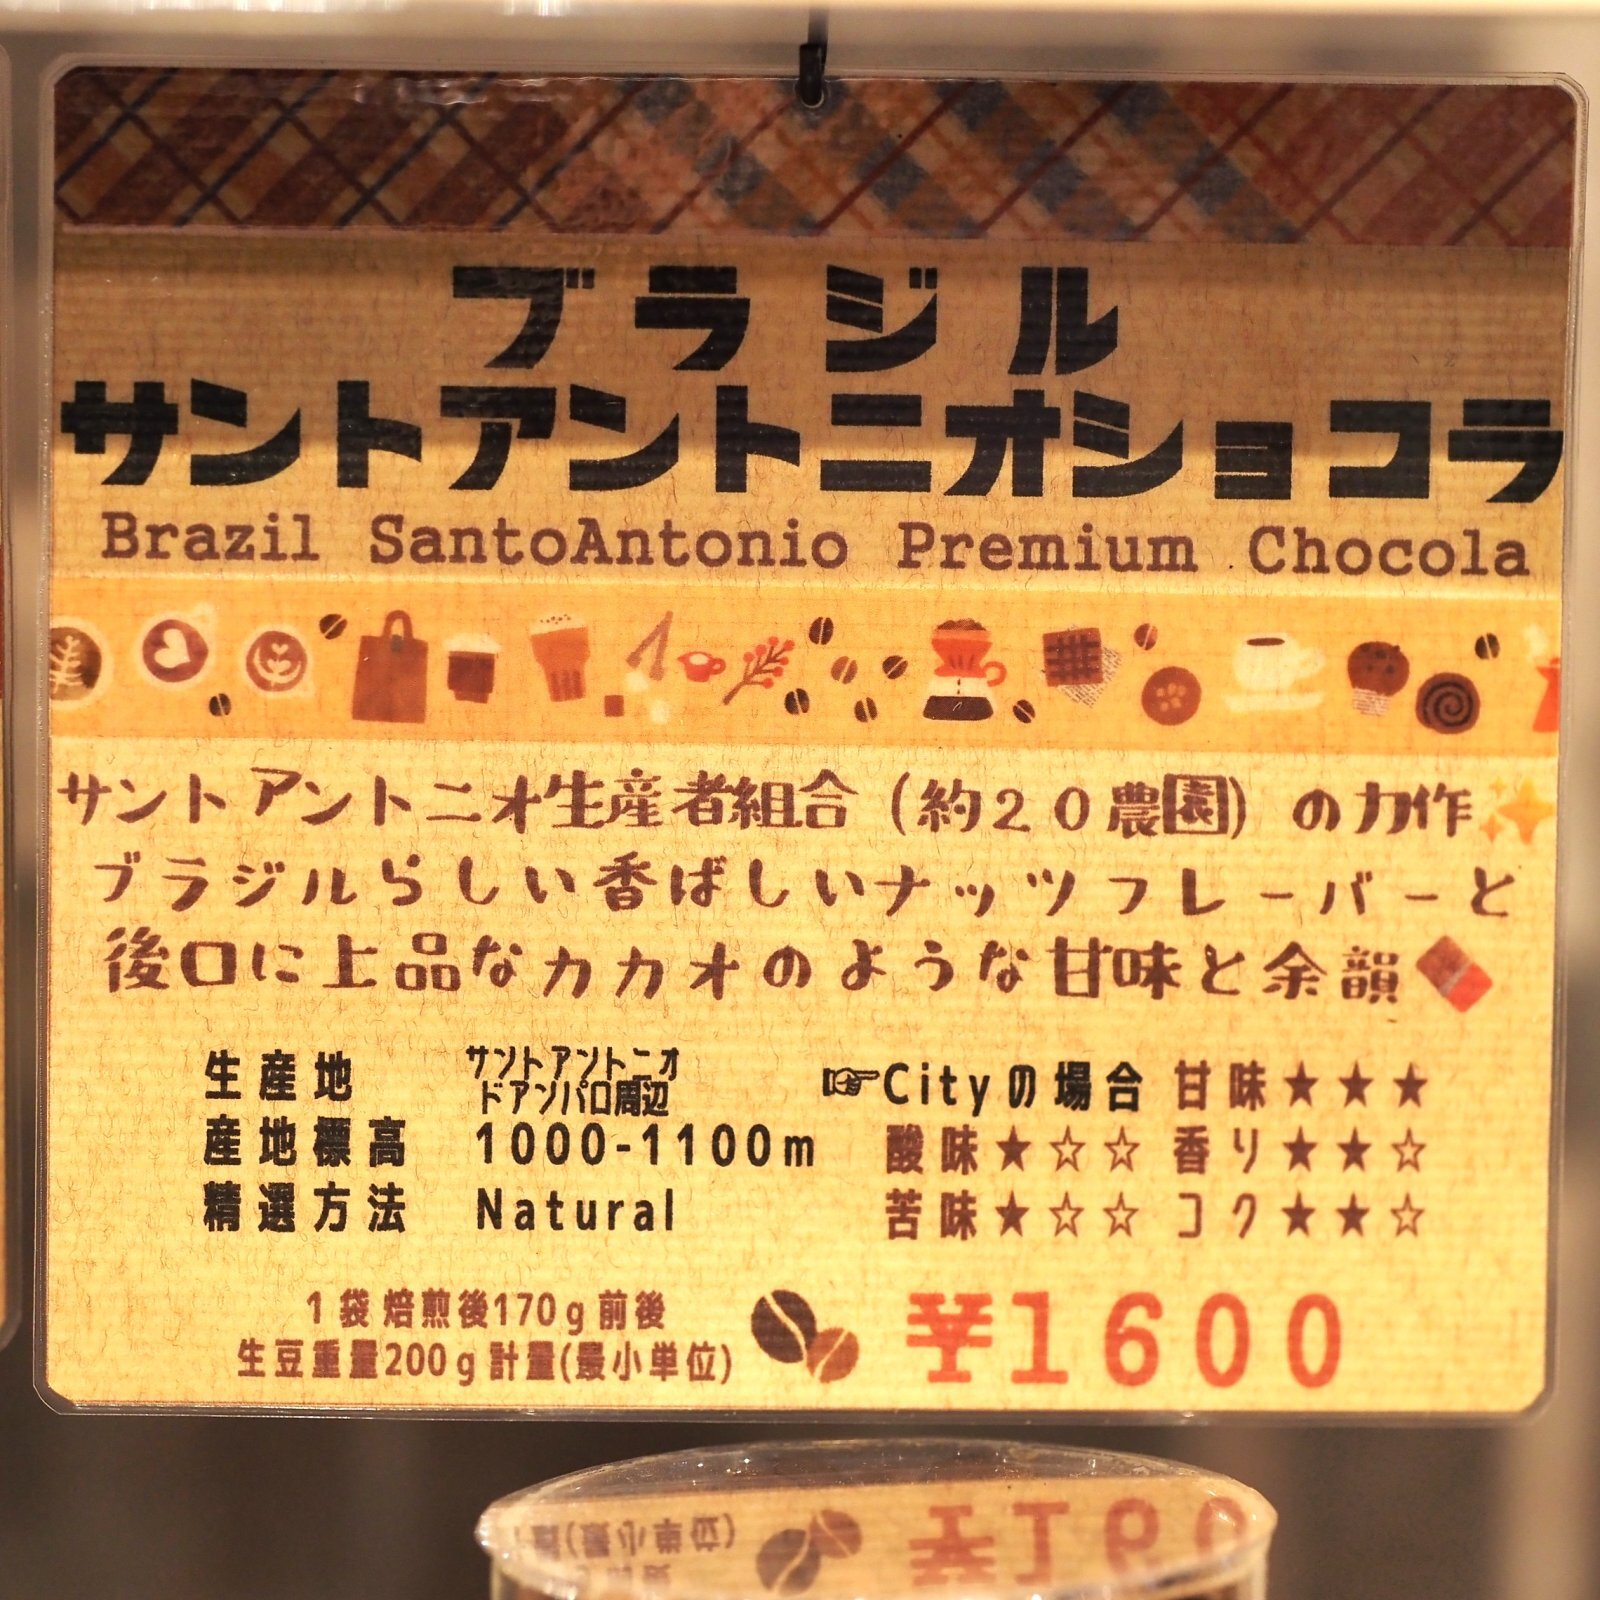 ブラジル
サントアントニオショコラ
Brazil SantoAntonio Premium Chocola
サントアントニオ生産者組合(約20農園)の力作✨
ブラジルらしい香ばしいナッツフレーバーと
後口に上品なカカオのような甘味と余韻🍫
生産地 サントアントニオ
ドアンパロ周辺
産地標高 1000-1100m
精選方法 Natural
☞Cityの場合 甘味★★★
酸味★☆☆ 香り★★☆
苦味★☆☆ コク★★☆
1袋 焙煎後170g前後
生豆重量200g計量(最小単位)
¥1600